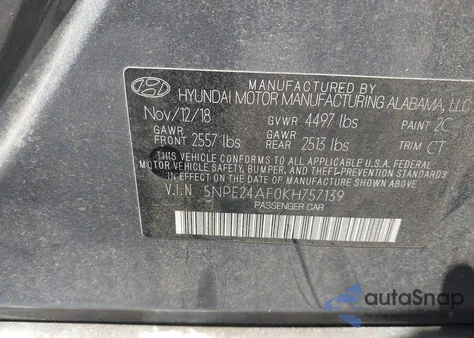 MANUFACTURED BY
HYUNDAI MOTOR MANUFACTURING ALABAMA, LLC
Nov/12/18 GVWR 4497 lbs PAINT 2C
GAWR FRONT 2557 lbs GAWR REAR 2513 lbs TRIM CT
THIS VEHICLE CONFORMS TO ALL APPLICABLE U.S. FEDERAL
MOTOR VEHICLE SAFETY, BUMPER, AND THEFT PREVENTION STANDARDS
IN EFFECT ON THE DATE OF MANUFACTURE SHOWN ABOVE.
V.I.N 5NPE24AF0KH757139
PASSENGER CAR
autoSnap